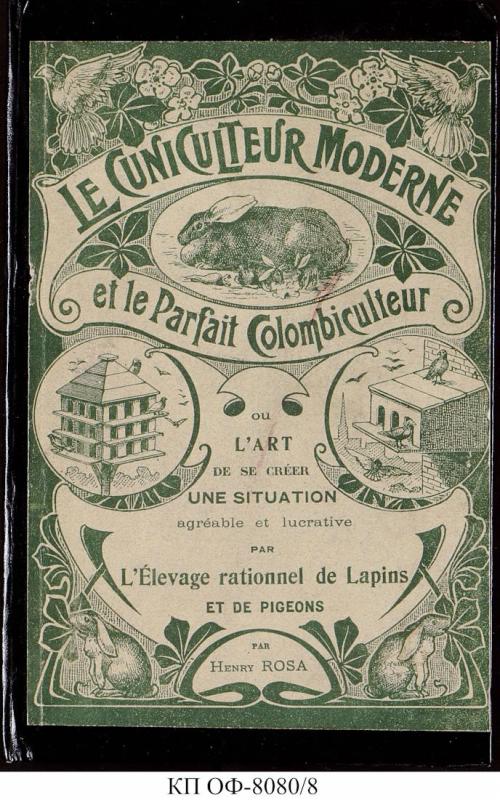 LE CUNICULTEUR MODERNE
et le Parfait Colombiculteur
ou
L'ART
DE SE CRÉER
UNE SITUATION
agréable et lucrative
PAR
L'Élevage rationnel de Lapins
ET DE PIGEONS
PAR
HENRY ROSA
КП ОФ-8080/8